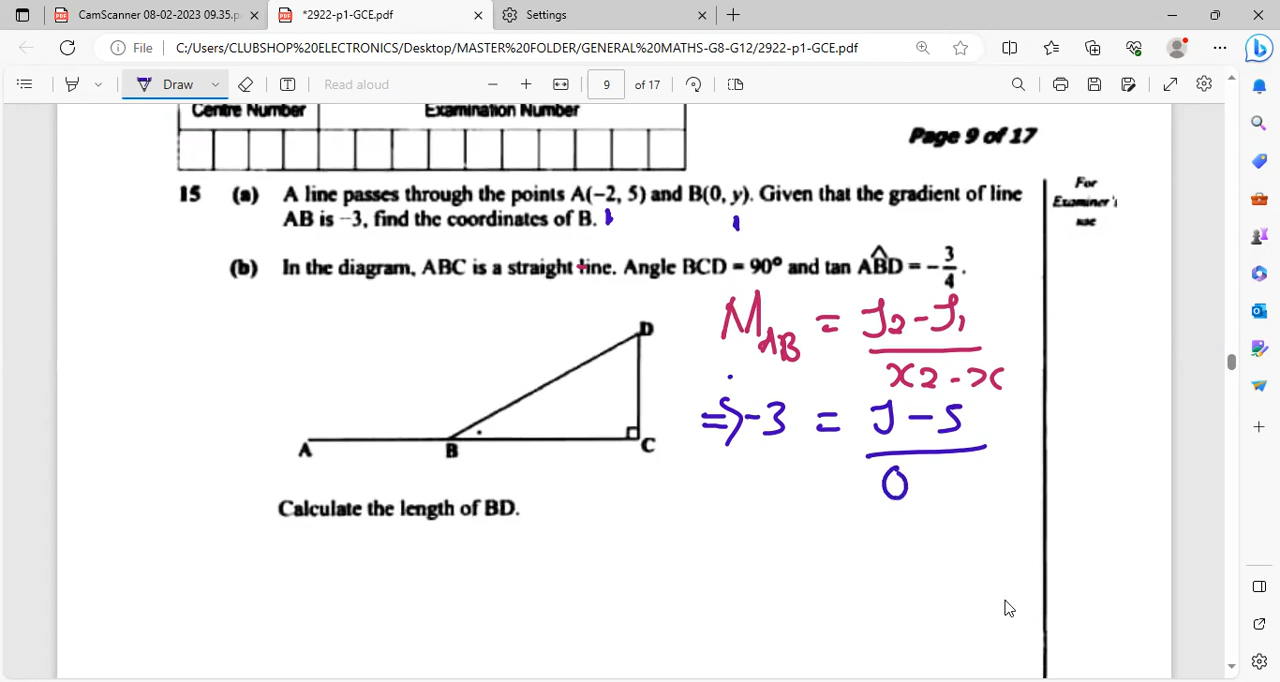 CamScanner 08-02-2023 09.35.p
*2922-p1-GCE.pdf
Settings
File
C:/Users/CLUBSHOP%20ELECTRONICS/Desktop/MASTER%20FOLDER/GENERAL%20MATHS-G8-G12/2922-p1-GCE.pdf
Draw
Read aloud
9
of 17
Centre Number
Examination Number
Page 9 of 17
For
Examiner's
use
15 (a) A line passes through the points A(−2, 5) and B(0, y). Given that the gradient of line
AB is −3, find the coordinates of B.
(b) In the diagram, ABC is a straight line. Angle BCD = 90° and tan AB̂D = −3/4.
M_AB = y2 - y1
x2 - x
⇒ -3 = y - 5
0
D
A
B
C
Calculate the length of BD.